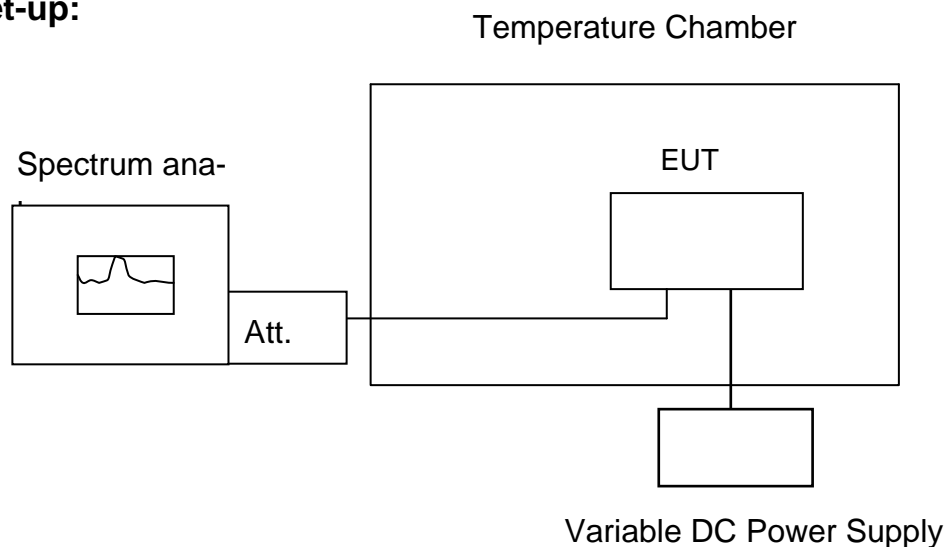 et-up:
Temperature Chamber
Spectrum ana-
EUT
Att.
Variable DC Power Supply